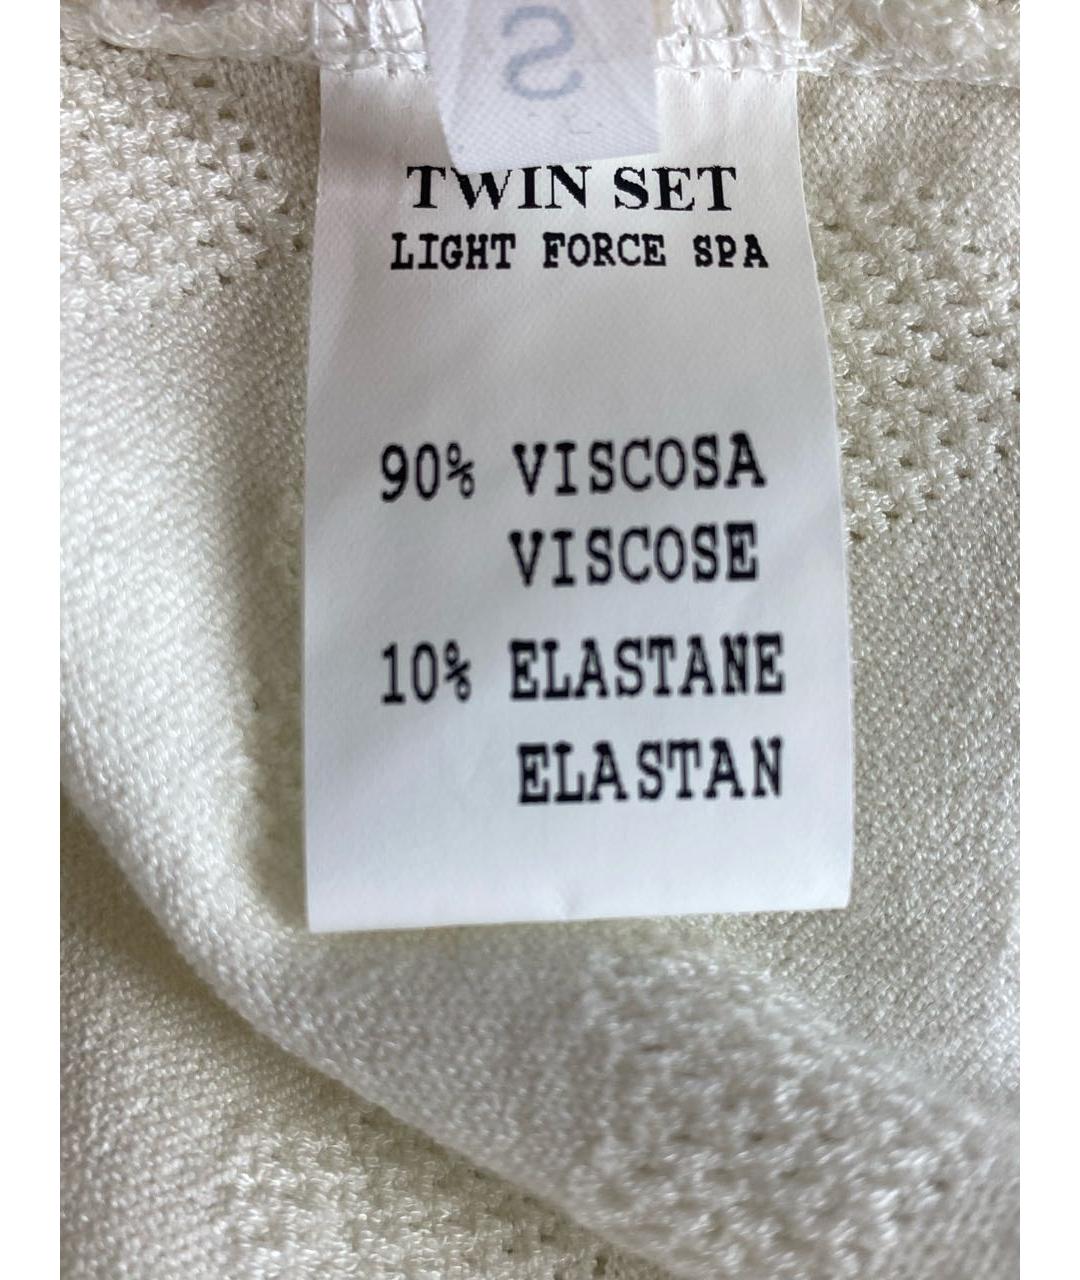 S
TWIN SET
LIGHT FORCE SPA
90% VISCOSA
VISCOSE
10% ELASTANE
ELASTAN